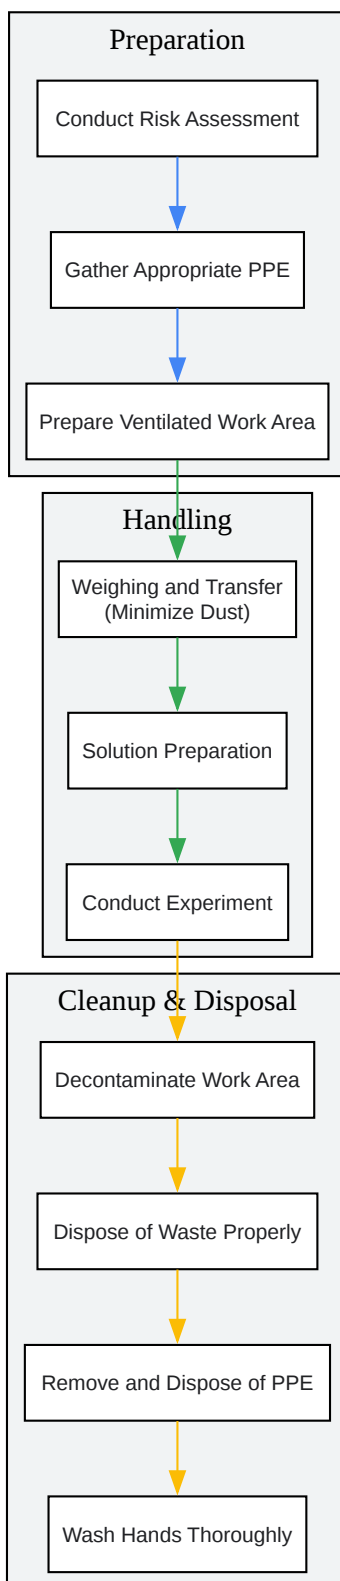 Preparation
Conduct Risk Assessment
Gather Appropriate PPE
Prepare Ventilated Work Area
Handling
Weighing and Transfer
(Minimize Dust)
Solution Preparation
Conduct Experiment
Cleanup & Disposal
Decontaminate Work Area
Dispose of Waste Properly
Remove and Dispose of PPE
Wash Hands Thoroughly